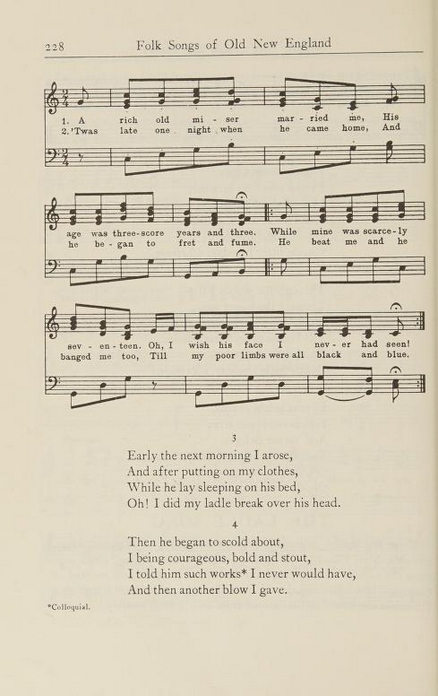 228
Folk Songs of Old New England
1. A rich old mi - ser mar - ried me, His
2. 'Twas late one night when he came home, And
age was three-score years and three. While mine was scarce-ly
he be - gan to fret and fume. He beat me and he
sev - en - teen. Oh, I wish his face I nev - er had seen!
banged me too, Till my poor limbs were all black and blue.
3
Early the next morning I arose,
And after putting on my clothes,
While he lay sleeping on his bed,
Oh! I did my ladle break over his head.
4
Then he began to scold about,
I being courageous, bold and stout,
I told him such works* I never would have,
And then another blow I gave.
*Colloquial.